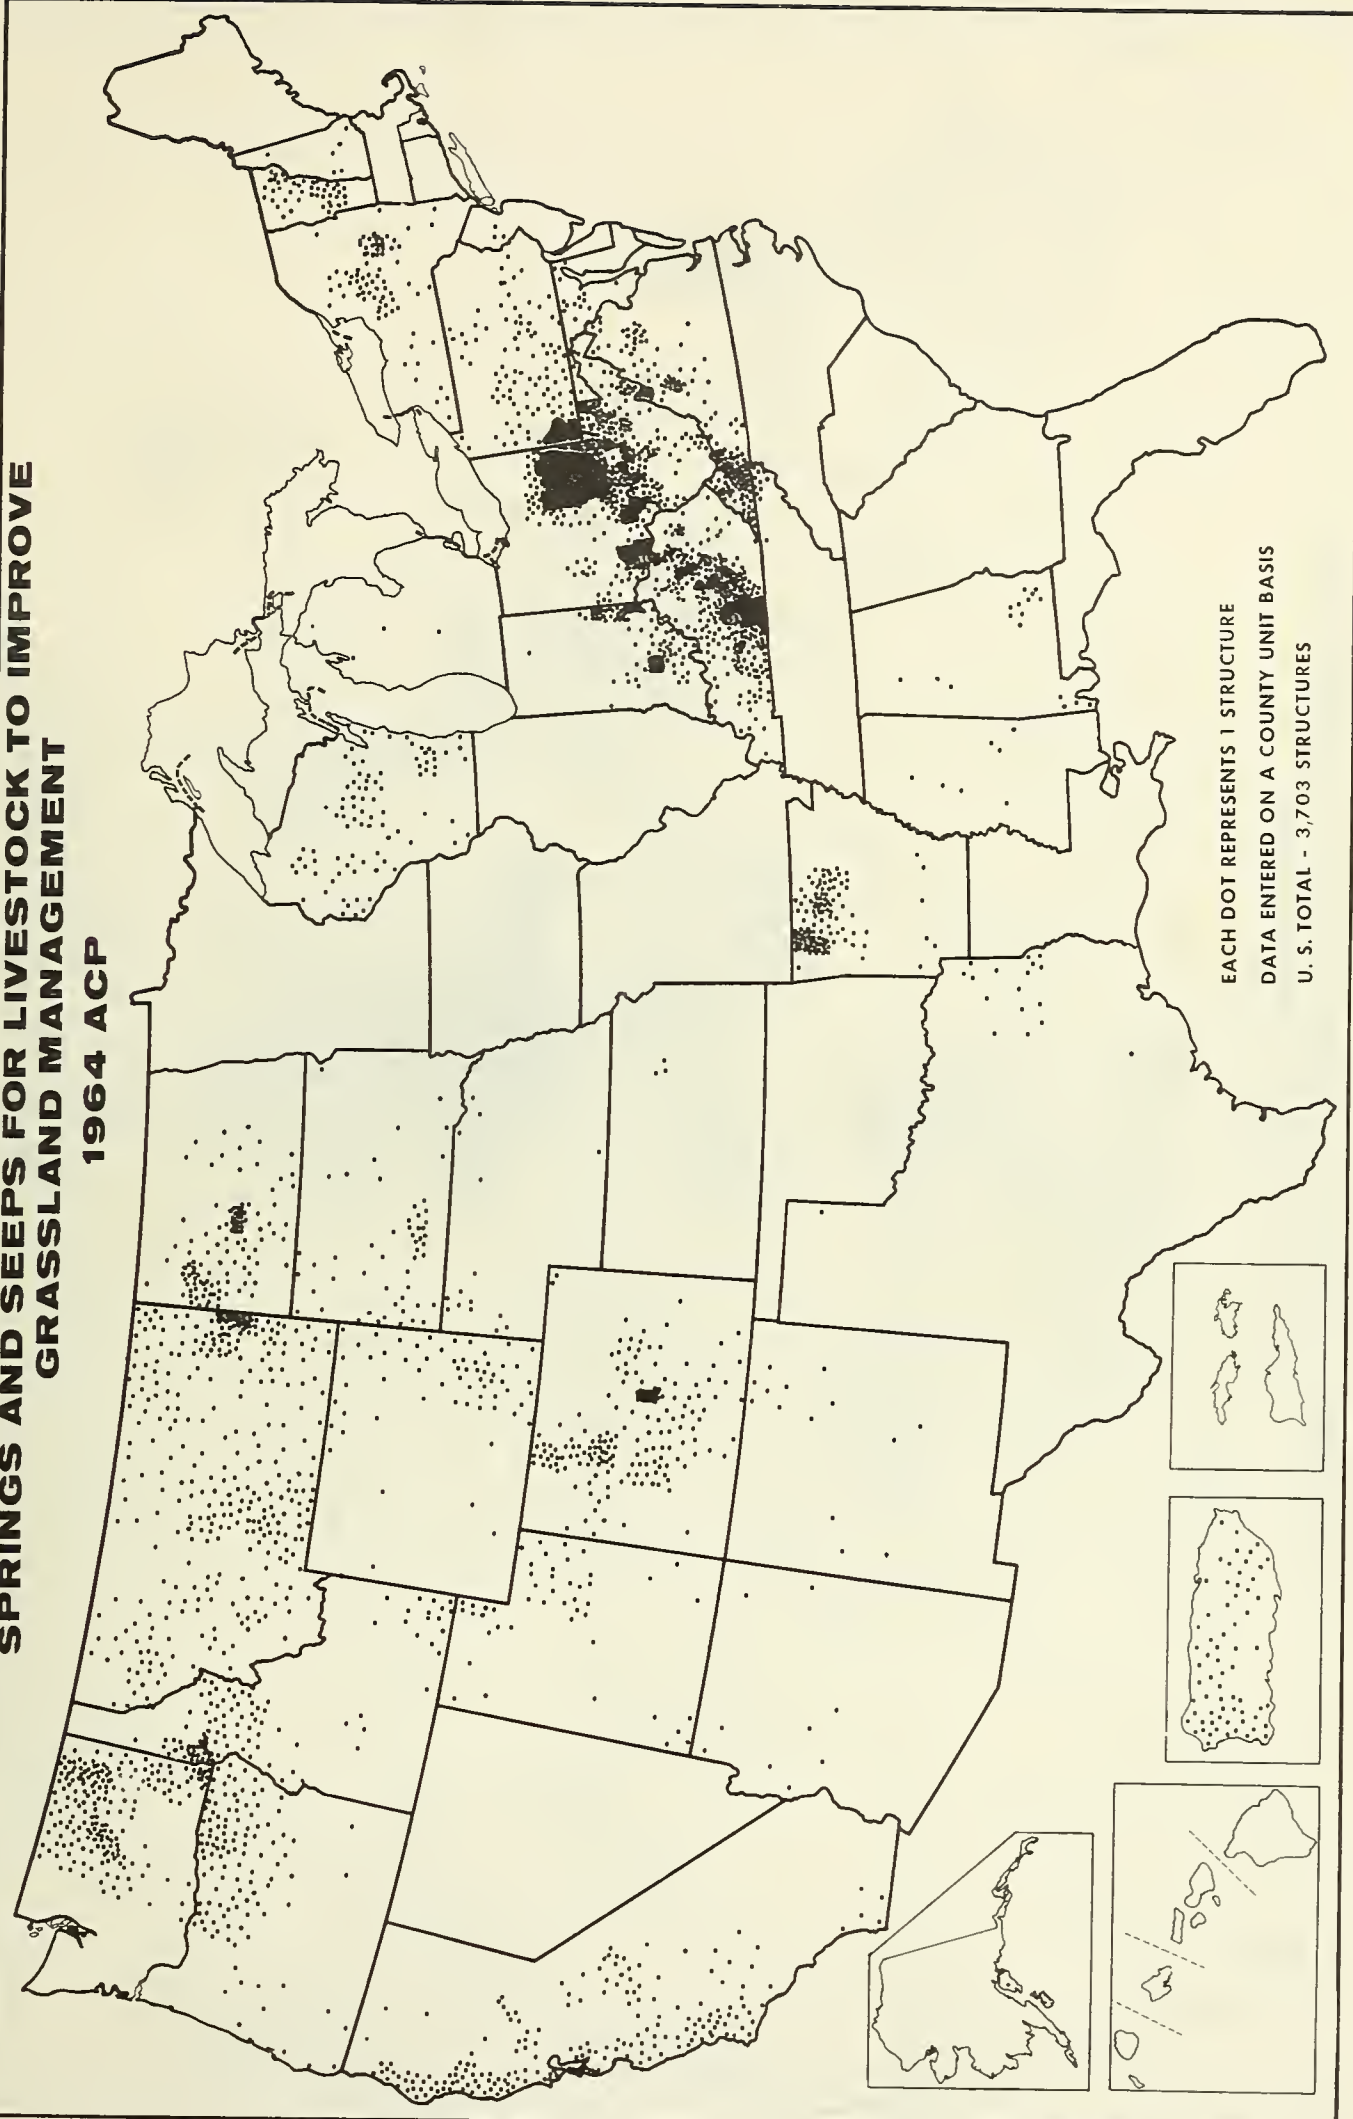 SPRINGS AND SEEPS FOR LIVESTOCK TO IMPROVE
GRASSLAND MANAGEMENT
1964 ACP
EACH DOT REPRESENTS 1 STRUCTURE
DATA ENTERED ON A COUNTY UNIT BASIS
U. S. TOTAL - 3,703 STRUCTURES